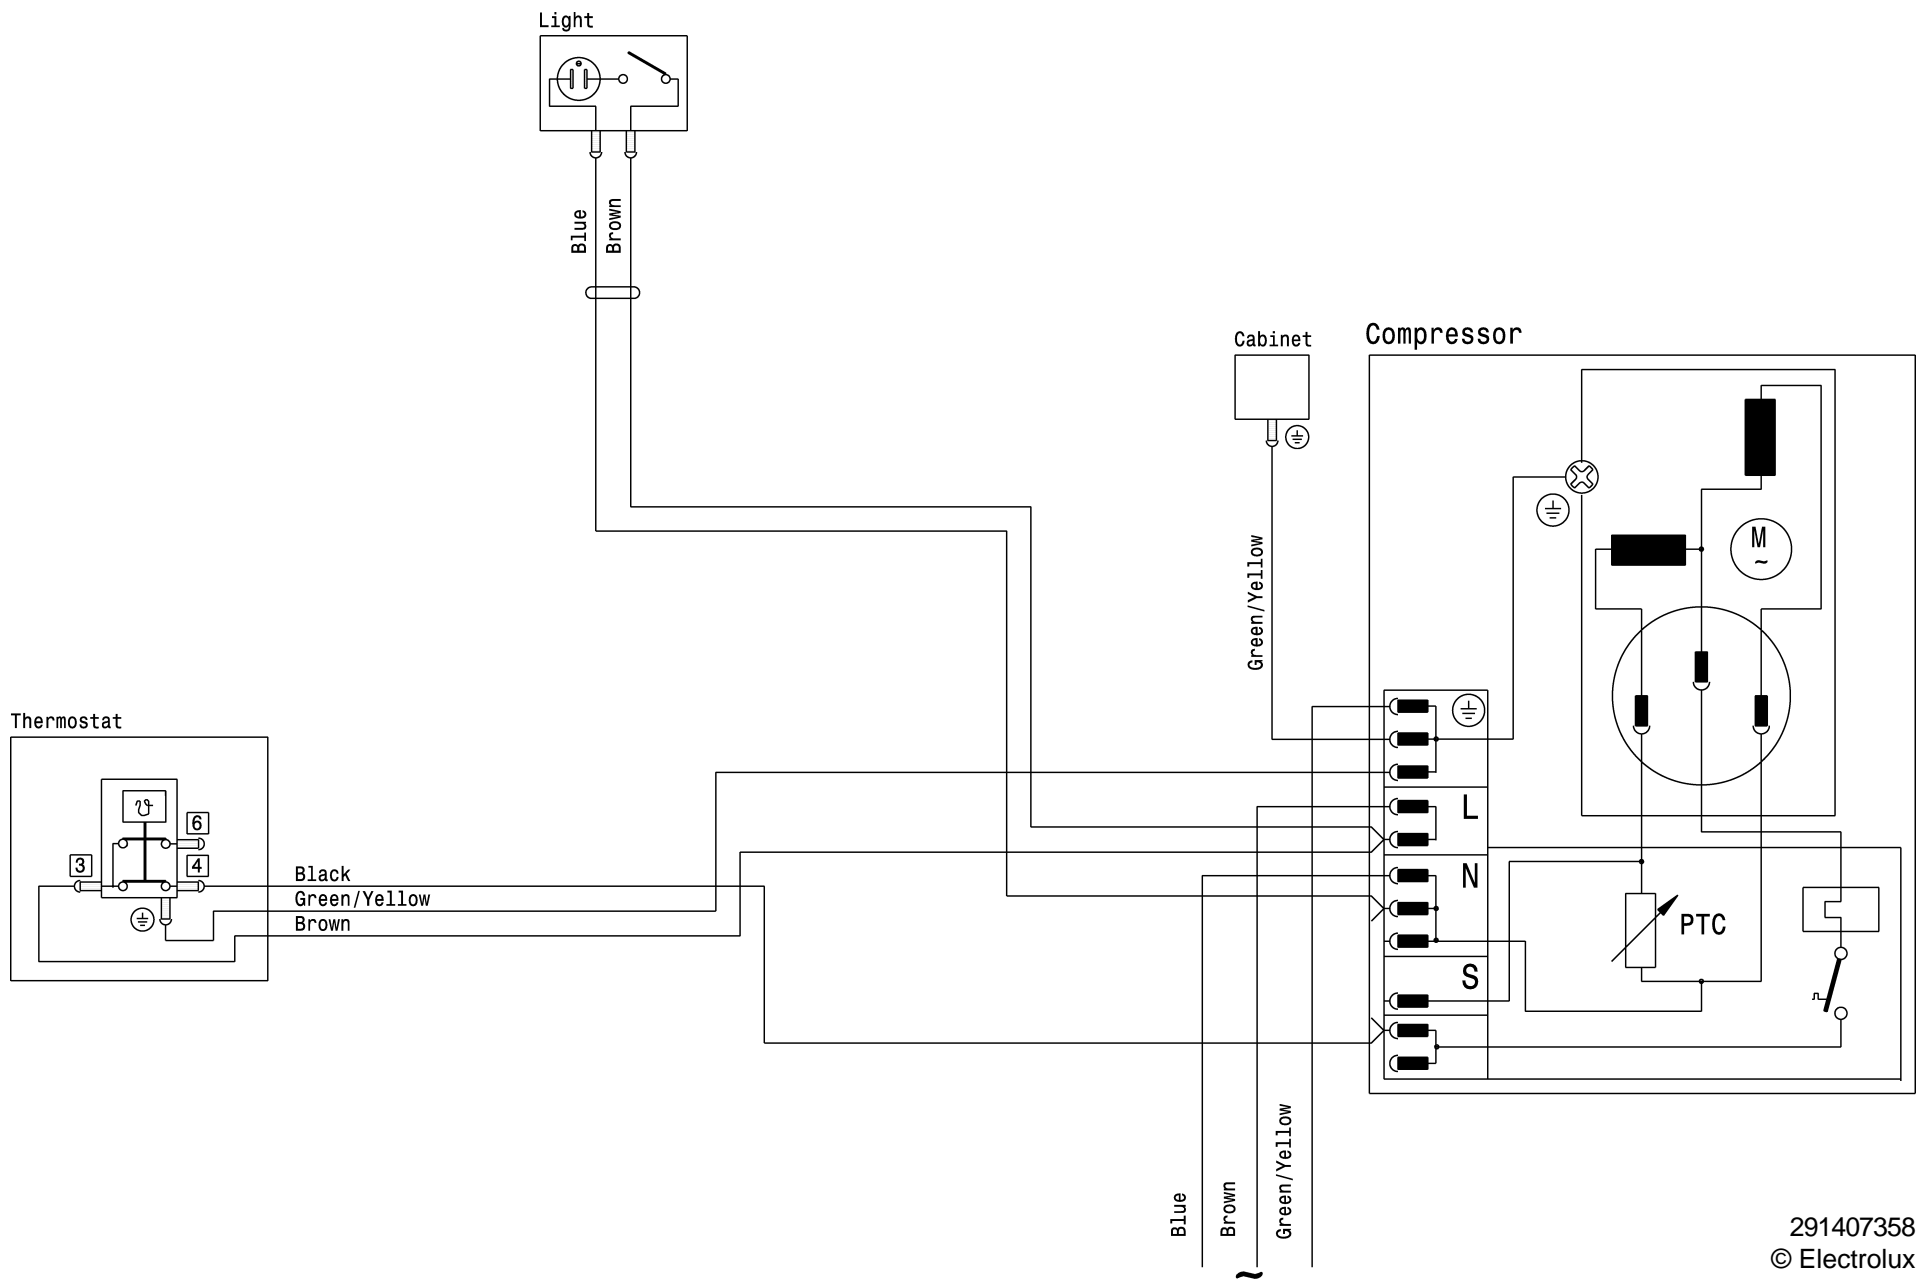 Light
Blue
Brown
Cabinet
Compressor
Green/Yellow
M
~
Thermostat
ϑ
6
3
4
Black
Green/Yellow
Brown
L
N
S
PTC
Blue
Brown
Green/Yellow
~
291407358
© Electrolux